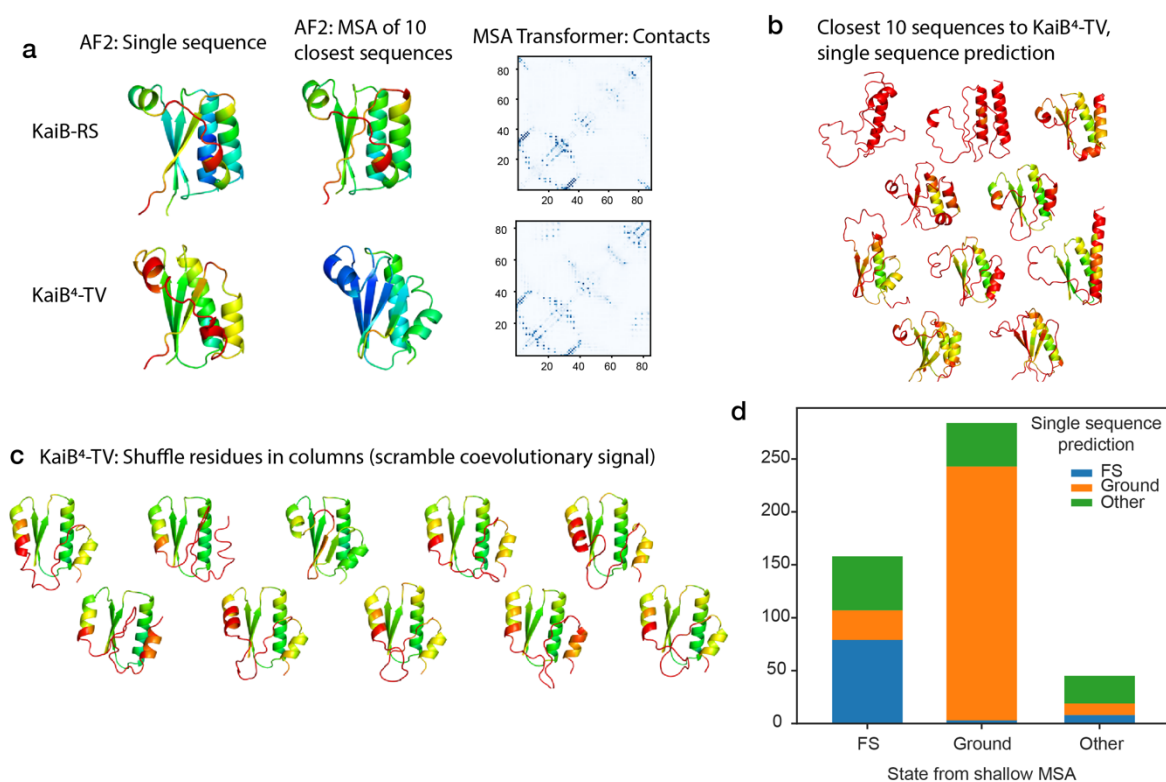 a
AF2: Single sequence
AF2: MSA of 10
closest sequences
MSA Transformer: Contacts
KaiB-RS
80
60
40
20
20 40 60 80
KaiB⁴-TV
80
60
40
20
20 40 60 80
b
Closest 10 sequences to KaiB⁴-TV,
single sequence prediction
c KaiB⁴-TV: Shuffle residues in columns (scramble coevolutionary signal)
d
Single sequence
prediction
FS
Ground
Other
250
200
150
100
50
0
FS Ground Other
State from shallow MSA